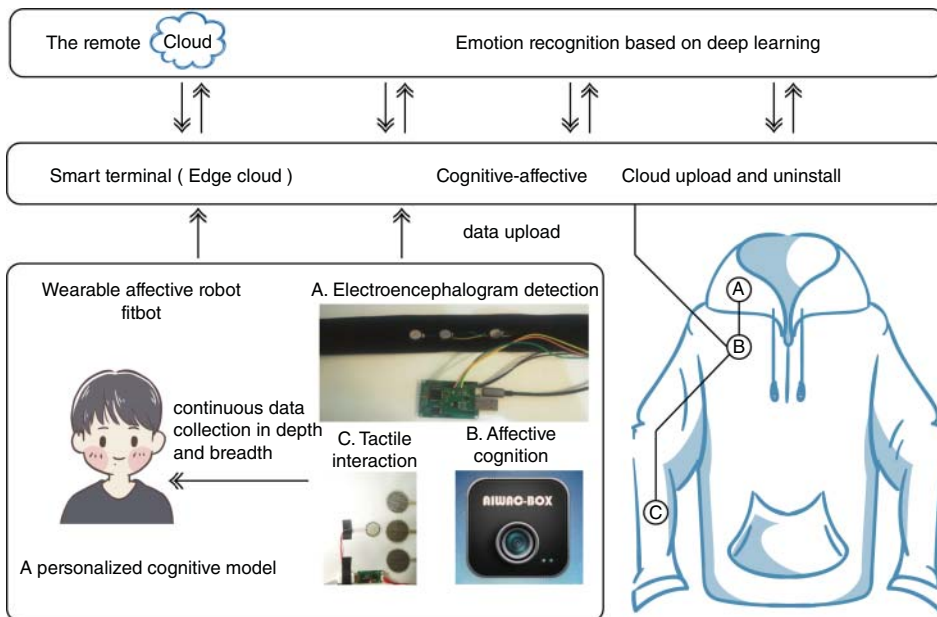 The remote Cloud Emotion recognition based on deep learning
Smart terminal ( Edge cloud ) Cognitive-affective Cloud upload and uninstall
data upload
Wearable affective robot
fitbot
A. Electroencephalogram detection
continuous data
collection in depth
and breadth
C. Tactile
interaction
B. Affective
cognition
AIWAC-BOX
A personalized cognitive model
A
B
C